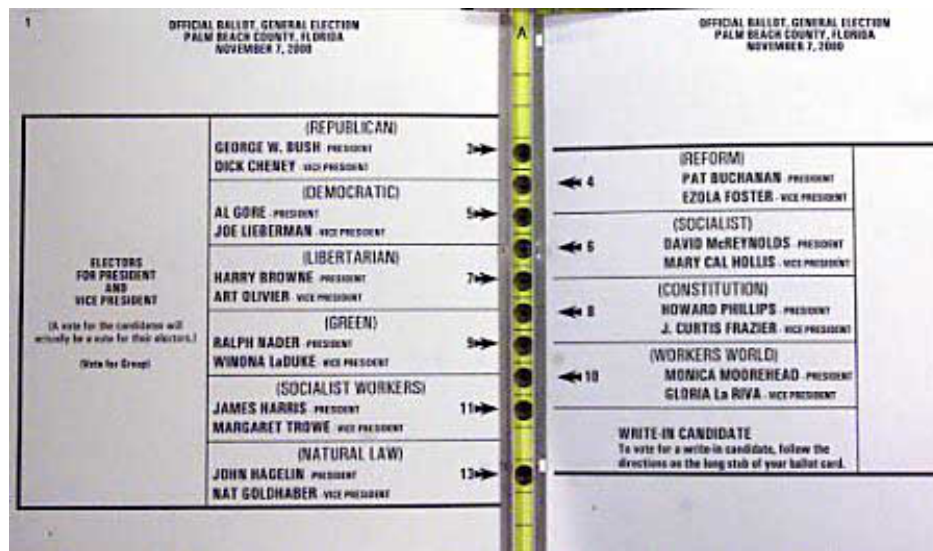 1
OFFICIAL BALLOT, GENERAL ELECTION
PALM BEACH COUNTY, FLORIDA
NOVEMBER 7, 2000
ELECTORS
FOR PRESIDENT
AND
VICE PRESIDENT
(A vote for the candidates will
actually be a vote for their electors.)
(Vote for Group)
(REPUBLICAN)
GEORGE W. BUSH - PRESIDENT 3
DICK CHENEY - VICE PRESIDENT
(DEMOCRATIC)
AL GORE - PRESIDENT 5
JOE LIEBERMAN - VICE PRESIDENT
(LIBERTARIAN)
HARRY BROWNE - PRESIDENT 7
ART OLIVIER - VICE PRESIDENT
(GREEN)
RALPH NADER - PRESIDENT 9
WINONA LaDUKE - VICE PRESIDENT
(SOCIALIST WORKERS)
JAMES HARRIS - PRESIDENT 11
MARGARET TROWE - VICE PRESIDENT
(NATURAL LAW)
JOHN HAGELIN - PRESIDENT 13
NAT GOLDHABER - VICE PRESIDENT
A
OFFICIAL BALLOT, GENERAL ELECTION
PALM BEACH COUNTY, FLORIDA
NOVEMBER 7, 2000
(REFORM)
4 PAT BUCHANAN - PRESIDENT
EZOLA FOSTER - VICE PRESIDENT
(SOCIALIST)
6 DAVID McREYNOLDS - PRESIDENT
MARY CAL HOLLIS - VICE PRESIDENT
(CONSTITUTION)
8 HOWARD PHILLIPS - PRESIDENT
J. CURTIS FRAZIER - VICE PRESIDENT
(WORKERS WORLD)
10 MONICA MOOREHEAD - PRESIDENT
GLORIA La RIVA - VICE PRESIDENT
WRITE-IN CANDIDATE
To vote for a write-in candidate, follow the
directions on the long stub of your ballot card.